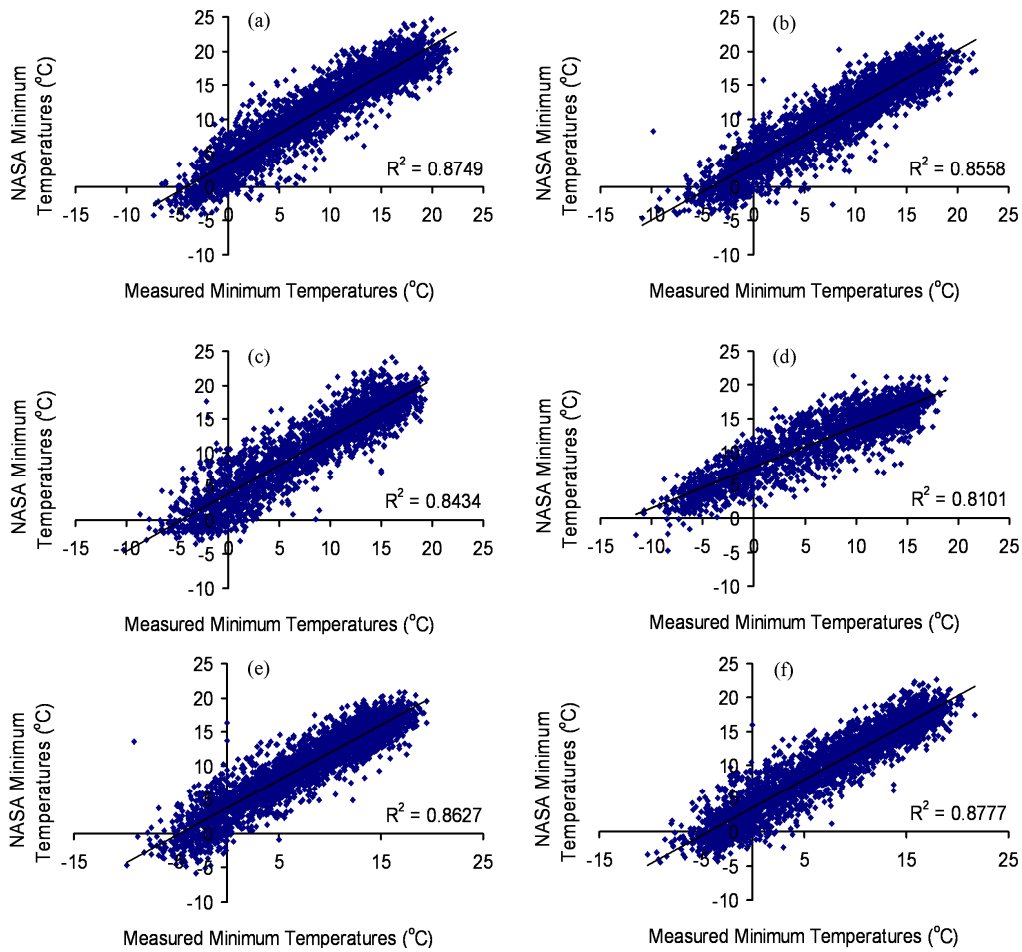 (a)
25
20
15
10
5
0
-5
-10
-15 -10 -5 0 5 10 15 20 25
R² = 0.8749
NASA Minimum
Temperatures (°C)
Measured Minimum Temperatures (°C)
(b)
25
20
15
10
5
0
-5
-10
-15 -10 -5 0 5 10 15 20 25
R² = 0.8558
NASA Minimum
Temperatures (°C)
Measured Minimum Temperatures (°C)
(c)
25
20
15
10
5
0
-5
-10
-15 -10 -5 0 5 10 15 20 25
R² = 0.8434
NASA Minimum
Temperatures (°C)
Measured Minimum Temperatures (°C)
(d)
25
20
15
10
5
0
-5
-10
-15 -10 -5 0 5 10 15 20 25
R² = 0.8101
NASA Minimum
Temperatures (°C)
Measured Minimum Temperatures (°C)
(e)
25
20
15
10
5
0
-5
-10
-15 -5 5 15 25
R² = 0.8627
NASA Minimum
Temperatures (°C)
Measured Minimum Temperatures (°C)
(f)
25
20
15
10
5
0
-5
-10
-15 -5 5 15 25
R² = 0.8777
NASA Minimum
Temperatures (°C)
Measured Minimum Temperatures (°C)